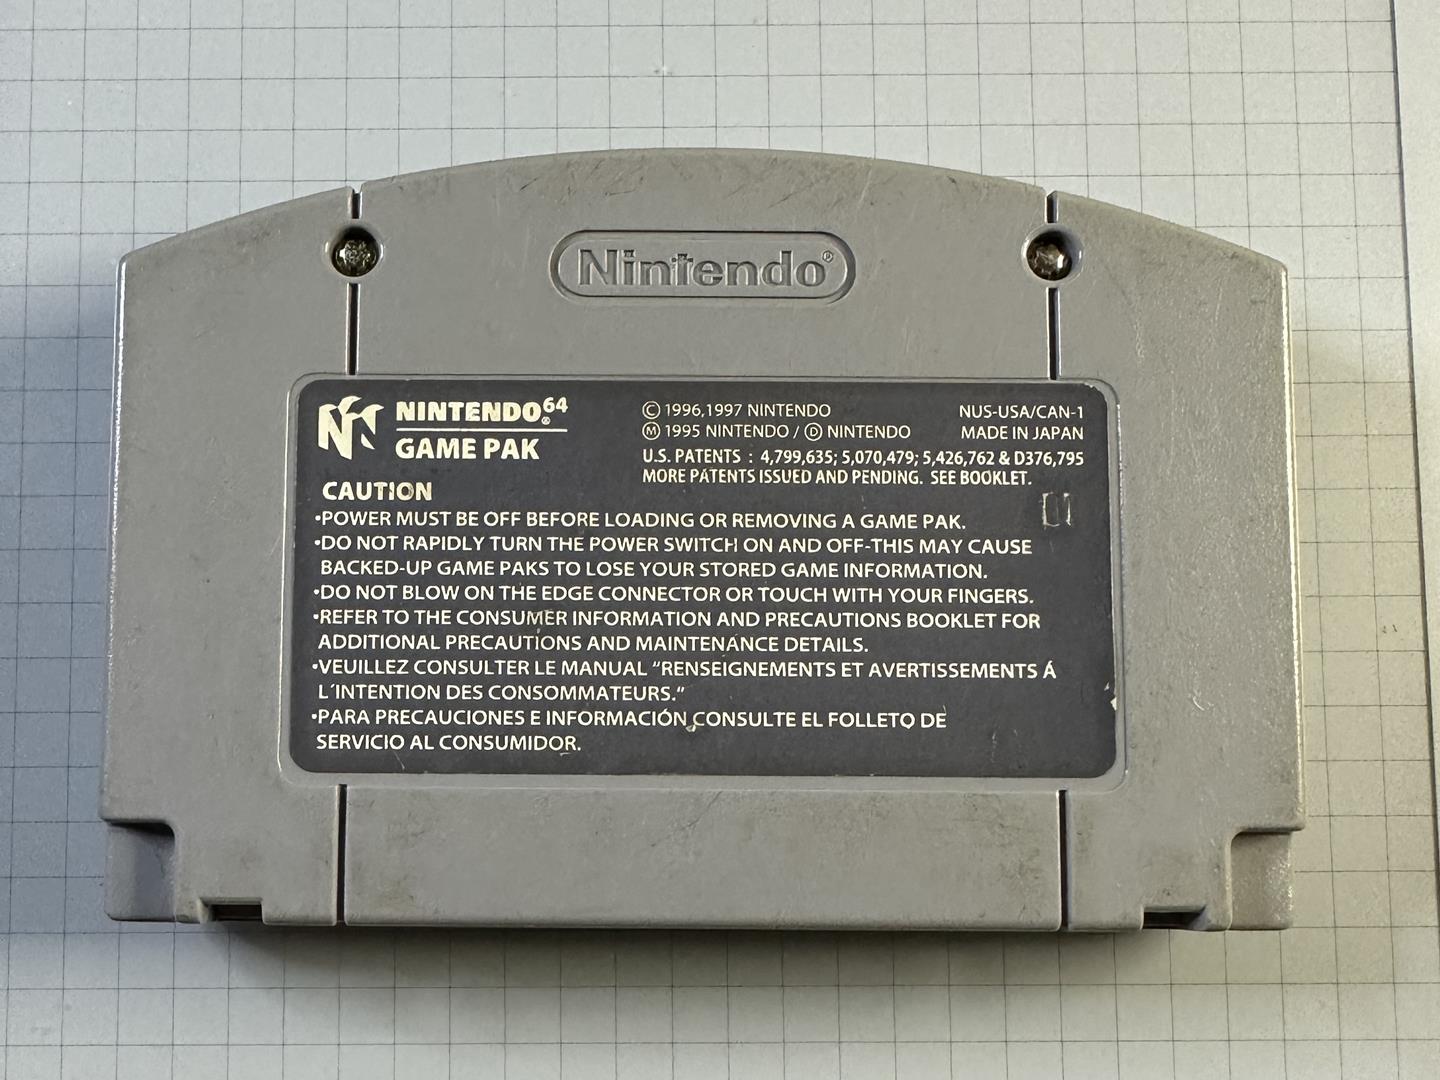 Nintendo®
NINTENDO64®
GAME PAK
© 1996,1997 NINTENDO
Ⓜ 1995 NINTENDO / Ⓓ NINTENDO
NUS-USA/CAN-1
MADE IN JAPAN
U.S. PATENTS : 4,799,635; 5,070,479; 5,426,762 & D376,795
MORE PATENTS ISSUED AND PENDING. SEE BOOKLET.
CAUTION
•POWER MUST BE OFF BEFORE LOADING OR REMOVING A GAME PAK.
•DO NOT RAPIDLY TURN THE POWER SWITCH ON AND OFF-THIS MAY CAUSE
BACKED-UP GAME PAKS TO LOSE YOUR STORED GAME INFORMATION.
•DO NOT BLOW ON THE EDGE CONNECTOR OR TOUCH WITH YOUR FINGERS.
•REFER TO THE CONSUMER INFORMATION AND PRECAUTIONS BOOKLET FOR
ADDITIONAL PRECAUTIONS AND MAINTENANCE DETAILS.
•VEUILLEZ CONSULTER LE MANUAL “RENSEIGNEMENTS ET AVERTISSEMENTS Á
L´INTENTION DES CONSOMMATEURS.“
•PARA PRECAUCIONES E INFORMACIÓN CONSULTE EL FOLLETO DE
SERVICIO AL CONSUMIDOR.